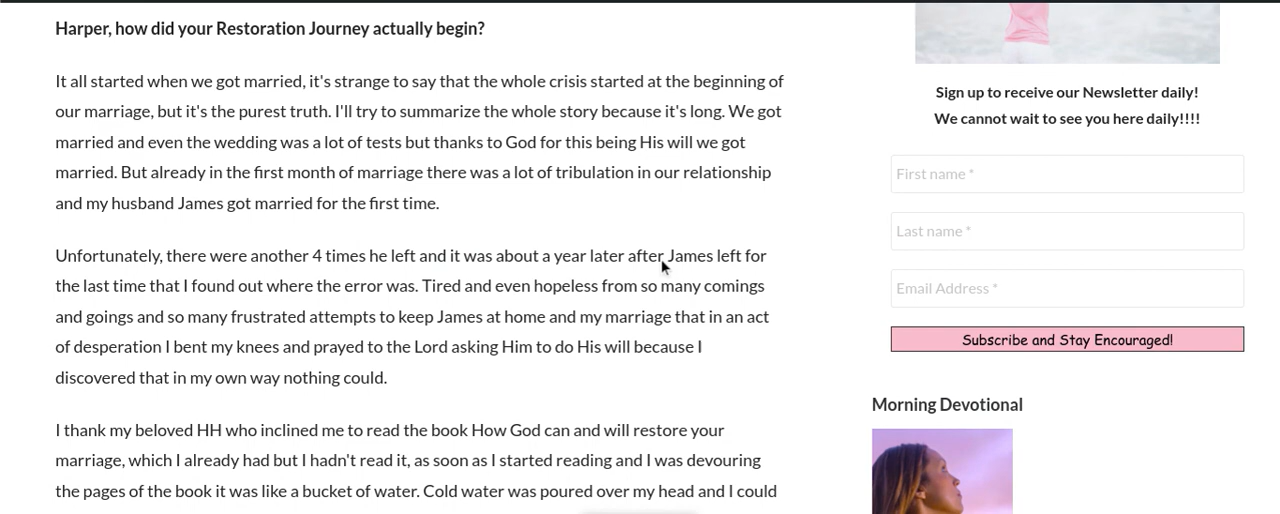 Harper, how did your Restoration Journey actually begin?
It all started when we got married, it's strange to say that the whole crisis started at the beginning of
our marriage, but it's the purest truth. I'll try to summarize the whole story because it's long. We got
married and even the wedding was a lot of tests but thanks to God for this being His will we got
married. But already in the first month of marriage there was a lot of tribulation in our relationship
and my husband James got married for the first time.
Unfortunately, there were another 4 times he left and it was about a year later after James left for
the last time that I found out where the error was. Tired and even hopeless from so many comings
and goings and so many frustrated attempts to keep James at home and my marriage that in an act
of desperation I bent my knees and prayed to the Lord asking Him to do His will because I
discovered that in my own way nothing could.
I thank my beloved HH who inclined me to read the book How God can and will restore your
marriage, which I already had but I hadn't read it, as soon as I started reading and I was devouring
the pages of the book it was like a bucket of water. Cold water was poured over my head and I could
Sign up to receive our Newsletter daily!
We cannot wait to see you here daily!!!!
First name *
Last name *
Email Address *
Subscribe and Stay Encouraged!
Morning Devotional